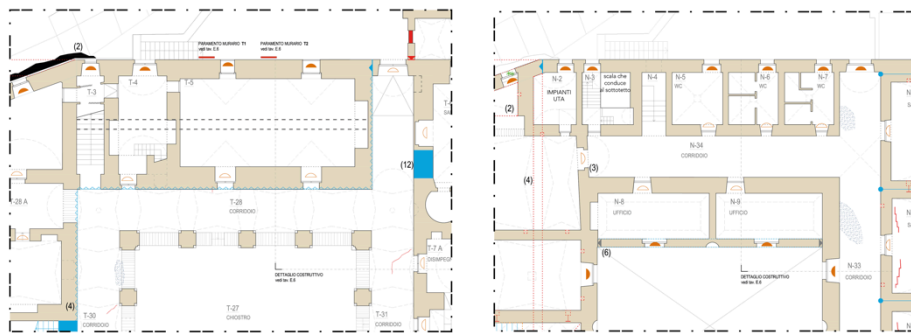 (2)
PARAMENTO MURARIO T1
vedi tav. E.6
PARAMENTO MURARIO T2
vedi tav. E.6
T-3
T-4
T-5
(12)
T-28 A
T-28
CORRIDOIO
T-7 A
DISIMPEG
DETTAGLIO COSTRUTTIVO
vedi tav. E.6
(4)
T-30
CORRIDOIO
T-27
CHIOSTRO
T-31
CORRIDOIO
N-2
IMPIANTI
UTA
N-3
scala che
conduce
al sottotetto
N-4
N-5
WC
N-6
WC
N-7
WC
(2)
(3)
(4)
N-34
CORRIDOIO
N-8
UFFICIO
N-9
UFFICIO
(6)
DETTAGLIO COSTRUTTIVO
vedi tav. E.6
N-33
CORRIDOIO